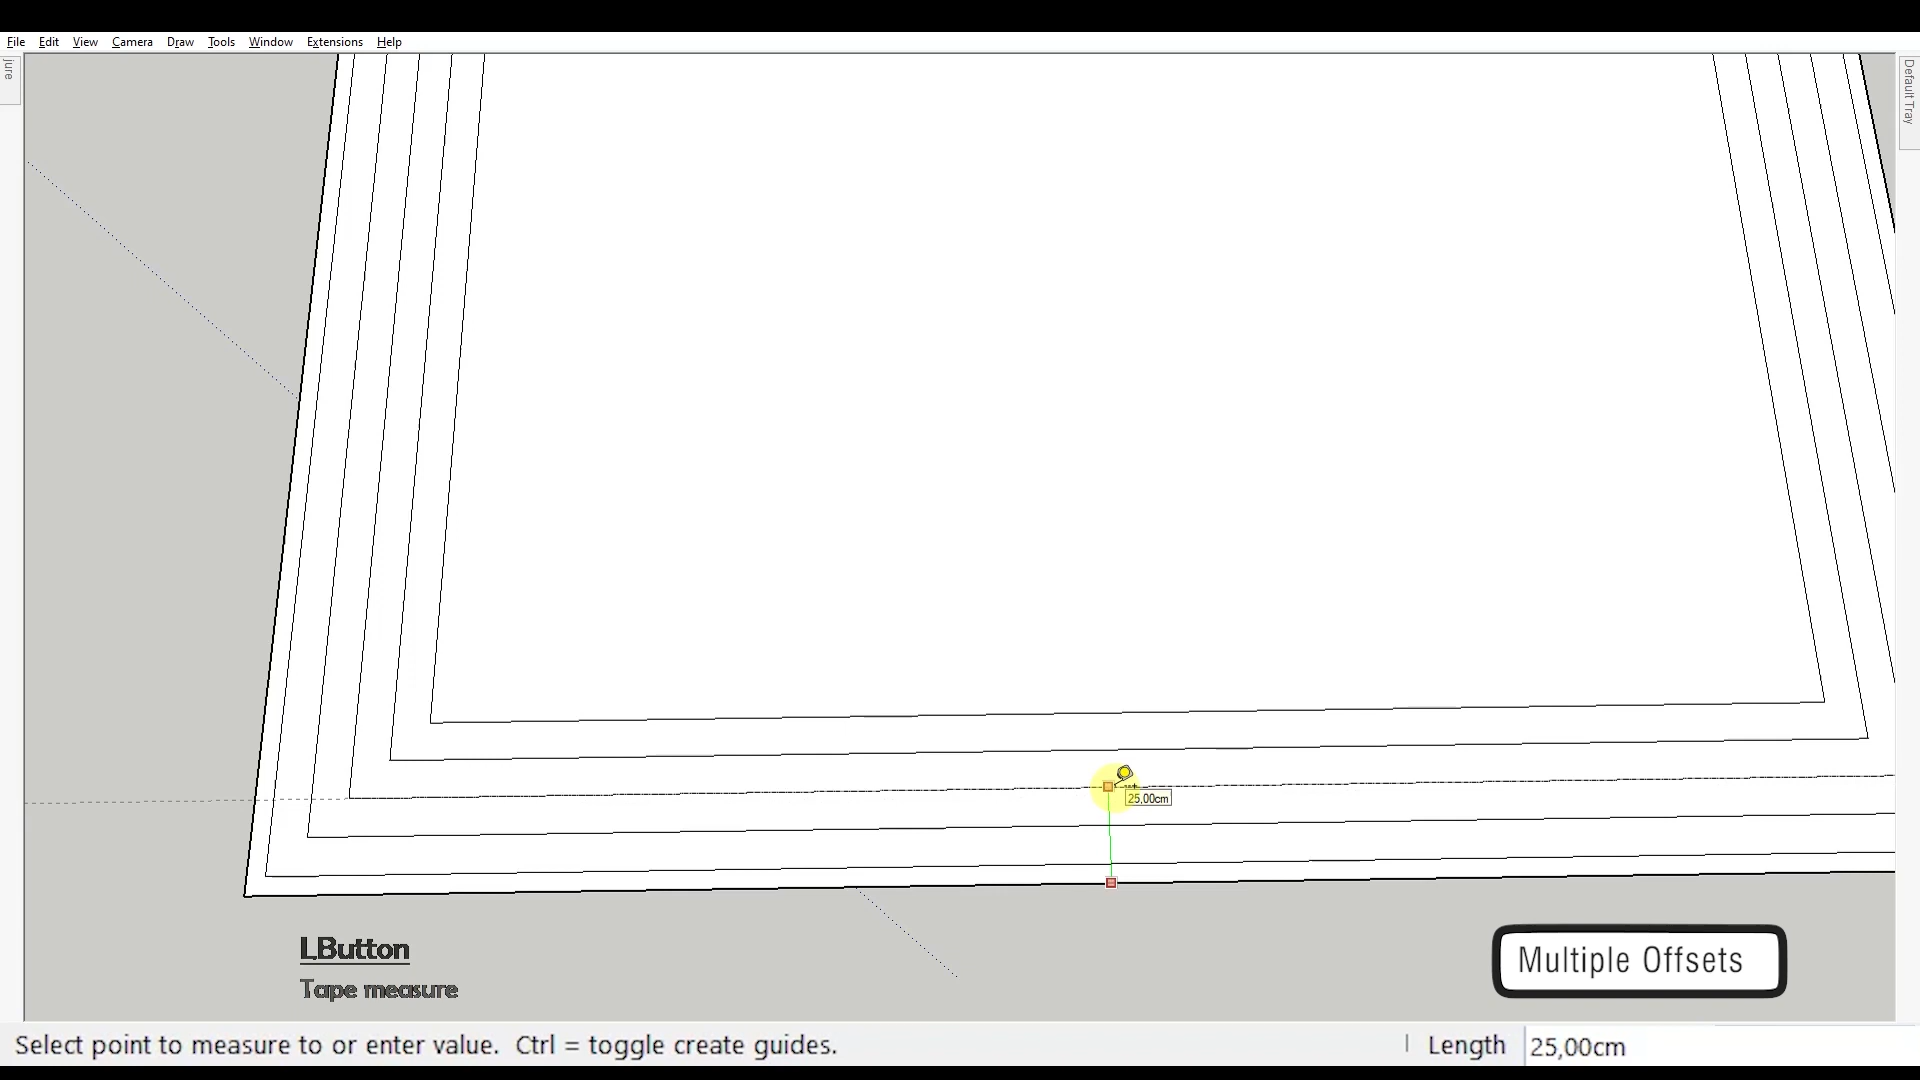 File Edit View Camera Draw Tools Window Extensions Help
jure
Default Tray
25,00cm
LButton
Tape measure
Multiple Offsets
Select point to measure to or enter value. Ctrl = toggle create guides.
Length 25,00cm